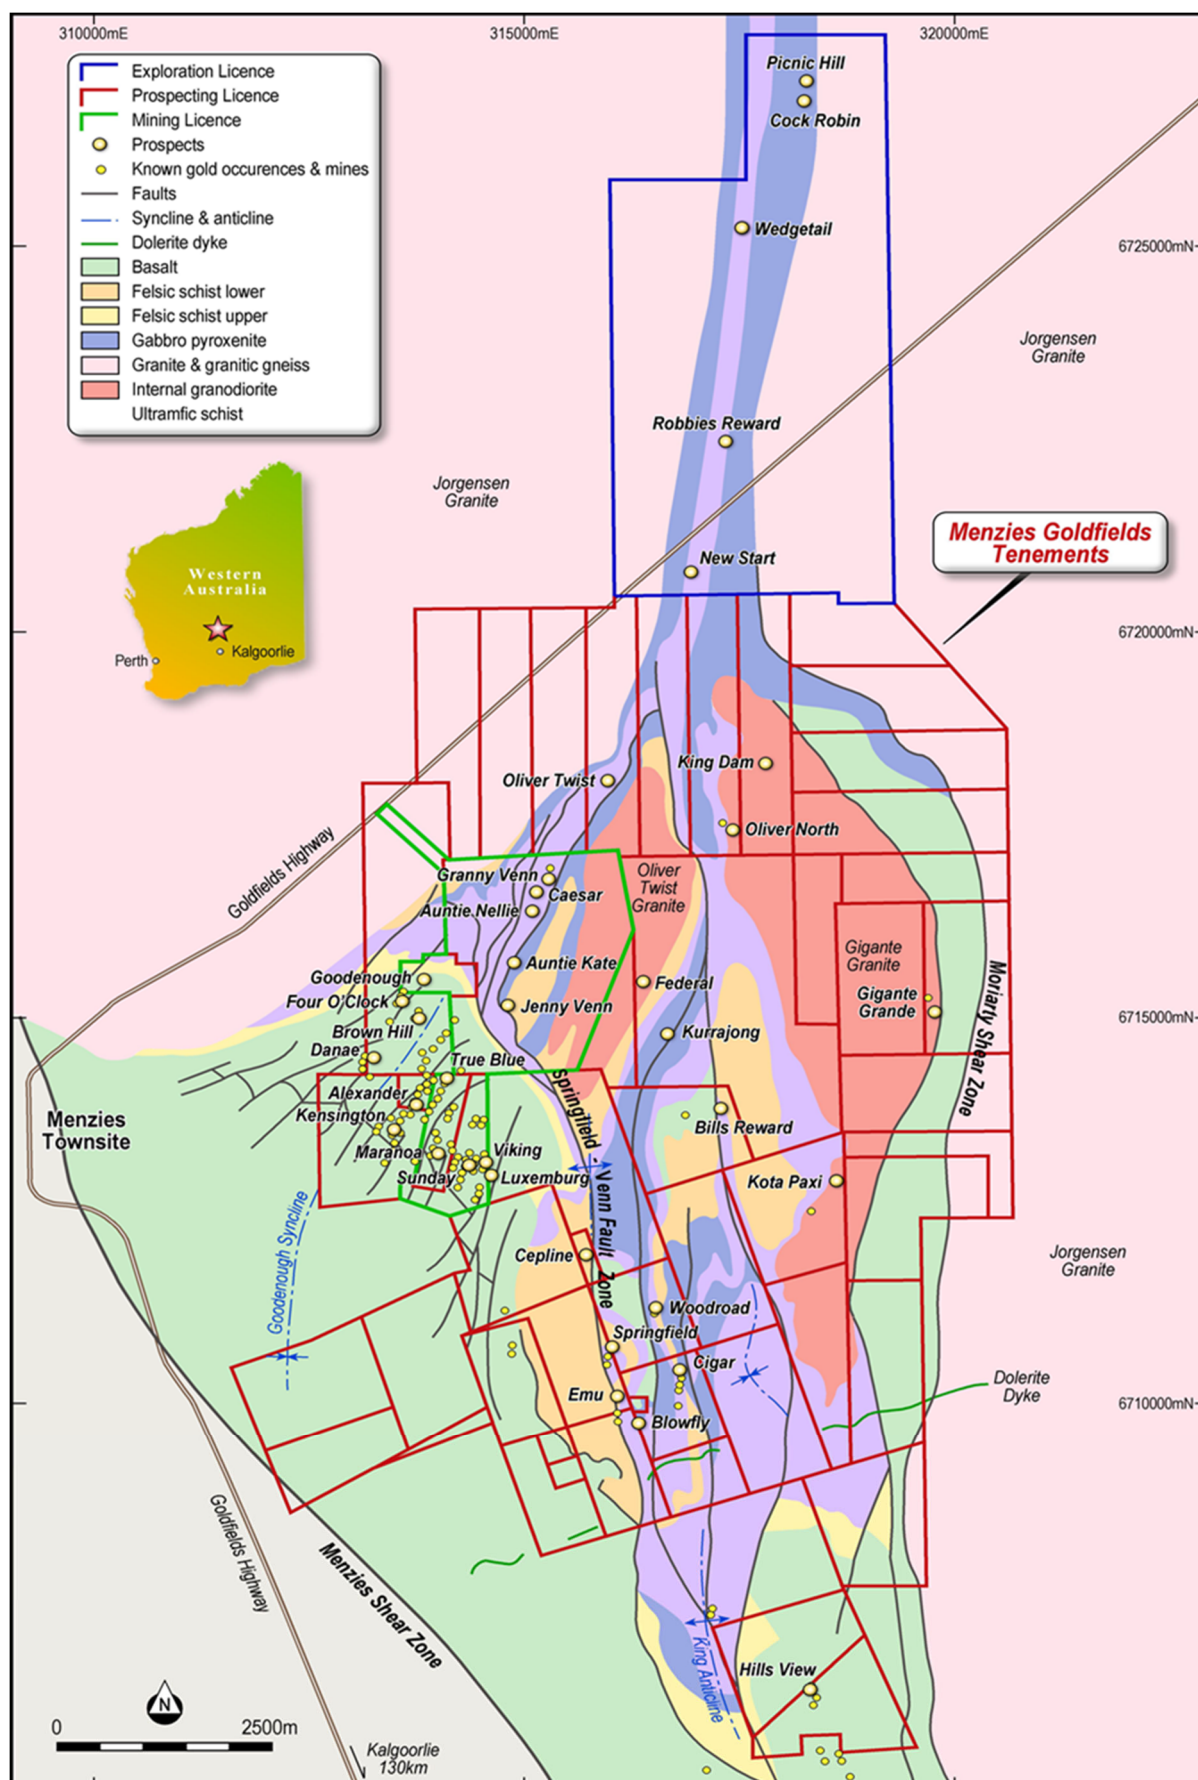 310000mE
315000mE
320000mE
Exploration Licence
Prospecting Licence
Mining Licence
Prospects
Known gold occurences & mines
Faults
Syncline & anticline
Dolerite dyke
Basalt
Felsic schist lower
Felsic schist upper
Gabbro pyroxenite
Granite & granitic gneiss
Internal granodiorite
Ultramfic schist
Picnic Hill
Cock Robin
Wedgetail
6725000mN
Jorgensen
Granite
Robbies Reward
Jorgensen
Granite
Menzies Goldfields
Tenements
New Start
Western
Australia
Perth
Kalgoorlie
6720000mN
King Dam
Oliver Twist
Oliver North
Goldfields Highway
Granny Venn
Caesar
Auntie Nellie
Oliver
Twist
Granite
Gigante
Granite
Auntie Kate
Goodenough
Federal
Four O'Clock
Jenny Venn
Gigante
Grande
Moriarty Shear Zone
6715000mN
Brown Hill
Kurrajong
Danae
True Blue
Alexander
Kensington
Springfield - Venn Fault Zone
Menzies
Townsite
Bills Reward
Maranoa
Viking
Sunday
Luxemburg
Kota Paxi
Goodenough Syncline
Cepline
Jorgensen
Granite
Woodroad
Springfield
Cigar
Emu
Blowfly
Dolerite
Dyke
6710000mN
Goldfields Highway
Menzies Shear Zone
King Anticline
Hills View
N
0
2500m
Kalgoorlie
130km